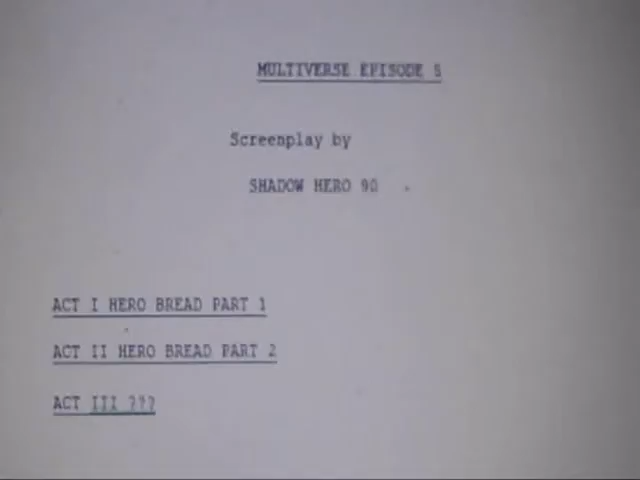 MULTIVERSE EPISODE 5
Screenplay by
SHADOW HERO 90
ACT I HERO BREAD PART 1
ACT II HERO BREAD PART 2
ACT III ???